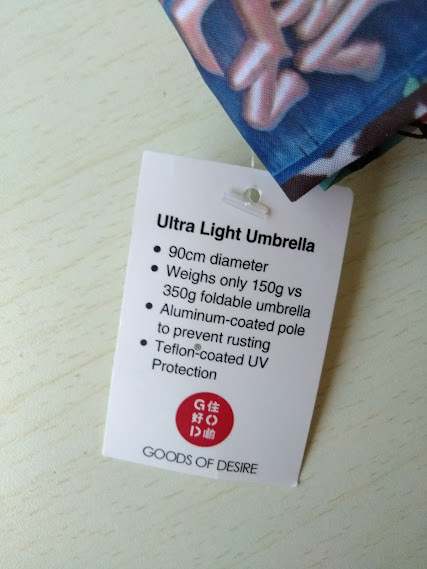 Ultra Light Umbrella
• 90cm diameter
• Weighs only 150g vs
350g foldable umbrella
• Aluminum-coated pole
to prevent rusting
• Teflon®-coated UV
Protection
G住
好O
D啲
GOODS OF DESIRE